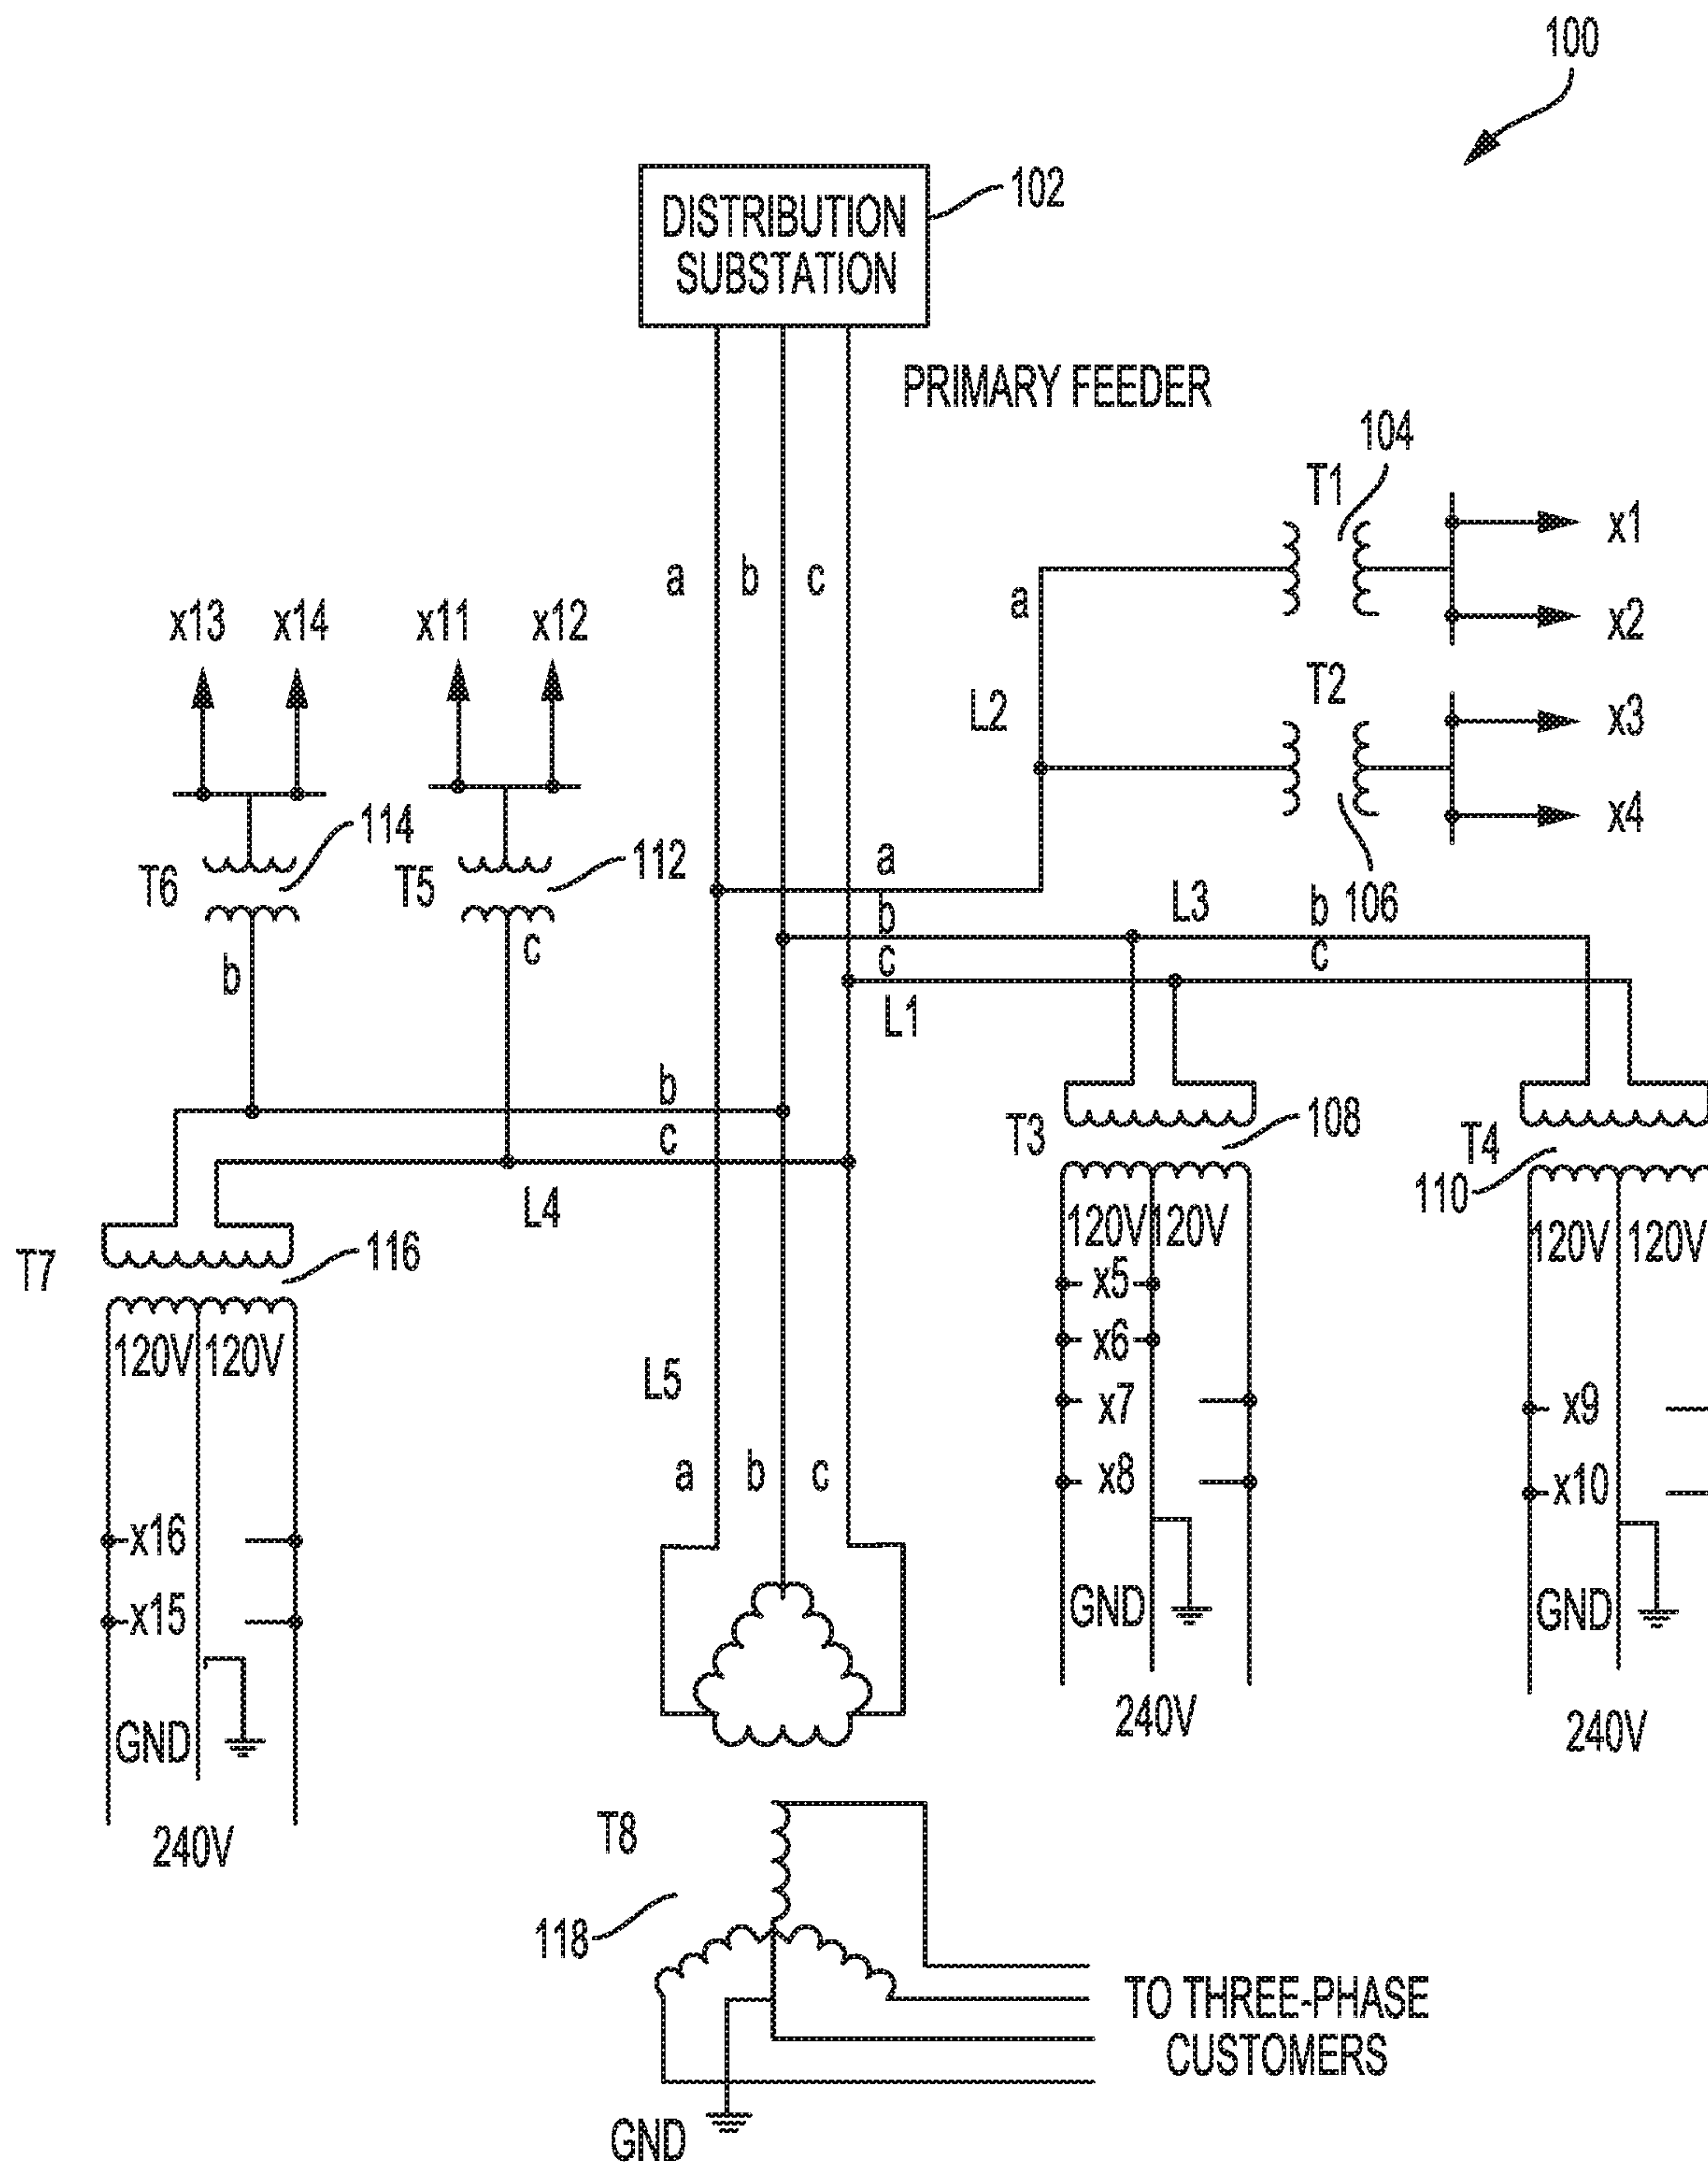 100
102
DISTRIBUTION
SUBSTATION
PRIMARY FEEDER
104
T1
x1
a b c
a
x2
x13 x14 x11 x12
T2
L2
x3
114
x4
T6 T5 112
a
106
b
L3 b
c
c
c
b
L1
b
c
T3 108
T4
110
L4
116
T7
120V 120V
120V 120V
x5
120V 120V
x6
L5
x7
x9
a b c
x8
x10
x16
x15
GND
GND
240V
240V
GND
240V
T8
118
TO THREE-PHASE
CUSTOMERS
GND